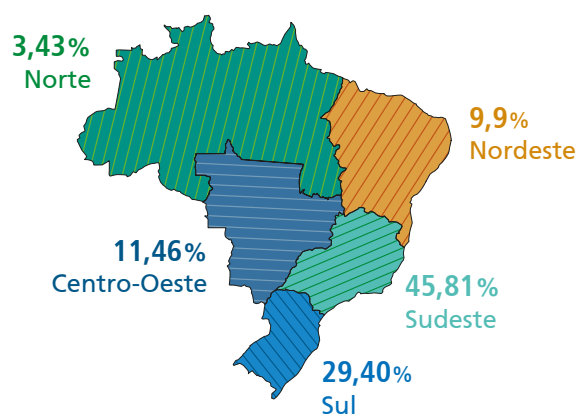 3,43%
Norte
9,9%
Nordeste
11,46%
Centro-Oeste
45,81%
Sudeste
29,40%
Sul